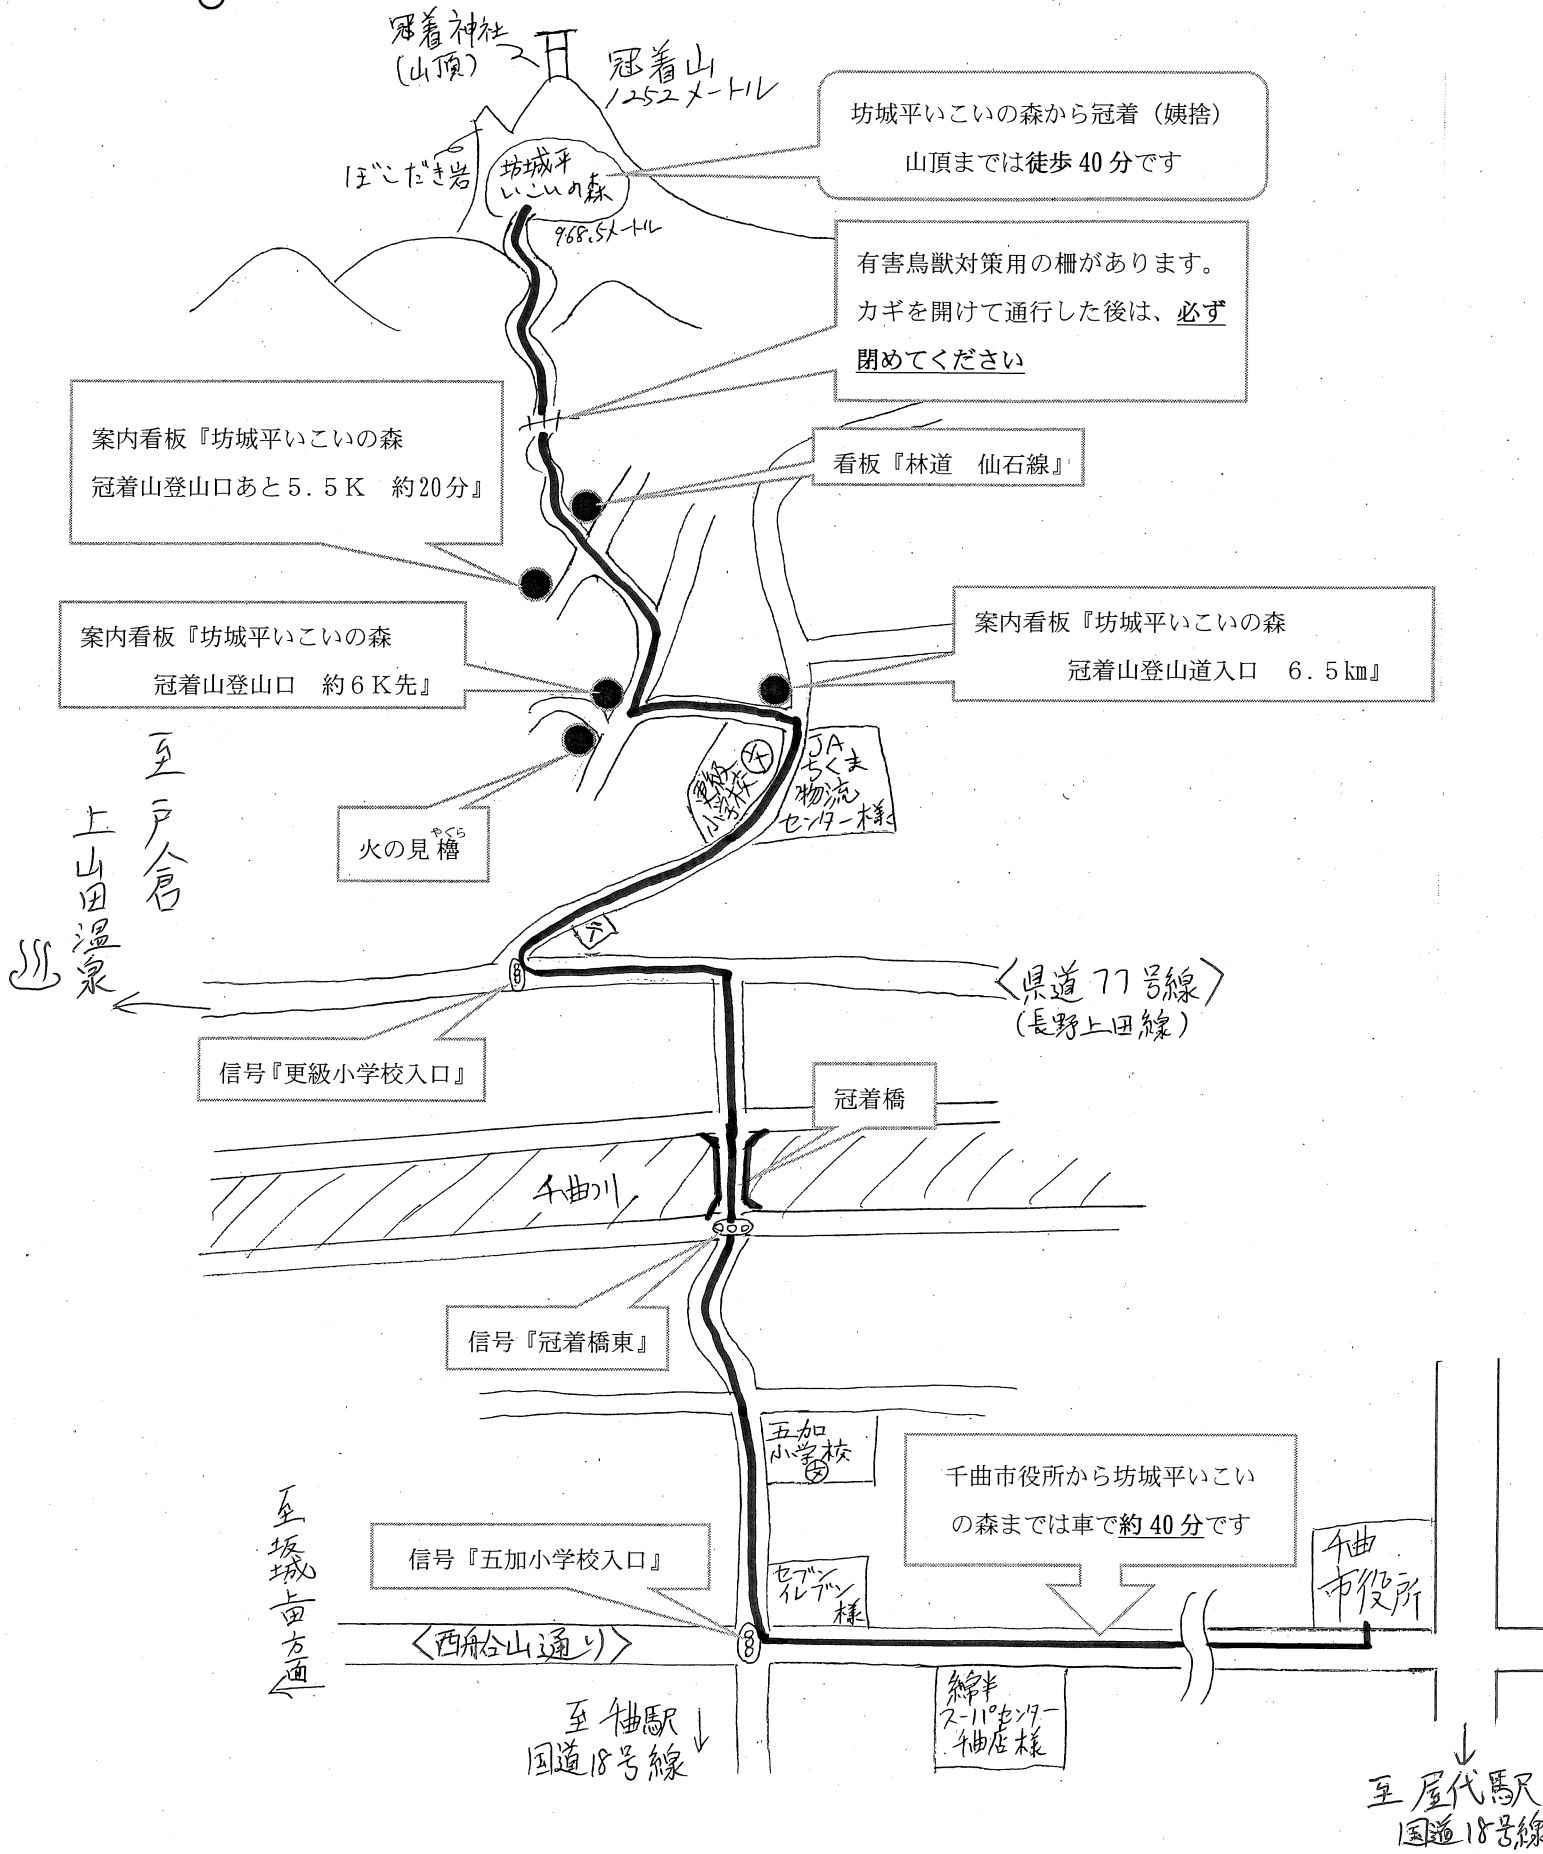 冠着神社
(山頂)
冠着山
1252メートル
坊城平いこいの森から冠着（姨捨）
山頂までは徒歩40分です
ぼこだき岩
坊城平
いこいの森
968.5メートル
有害鳥獣対策用の柵があります。
カギを開けて通行した後は、必ず
閉めてください
案内看板『坊城平いこいの森
冠着山登山口あと5.5K 約20分』
看板『林道 仙石線』
案内看板『坊城平いこいの森
冠着山登山口 約6K先』
案内看板『坊城平いこいの森
冠着山登山道入口 6.5km』
至戸倉
上山田温泉
火の見櫓
やぐら
更級
小学校
文
JA
ちくま
物流
センター様
〒
〈県道77号線〉
(長野上田線)
信号『更級小学校入口』
冠着橋
千曲川
信号『冠着橋東』
五加
小学校
文
千曲市役所から坊城平いこい
の森までは車で約40分です
至坂城上田方面
信号『五加小学校入口』
セブン
イレブン
様
千曲
市役所
〈西船山通り〉
綿半
スーパーセンター
千曲店様
至 千曲駅
国道18号線
至 屋代駅
国道18号線